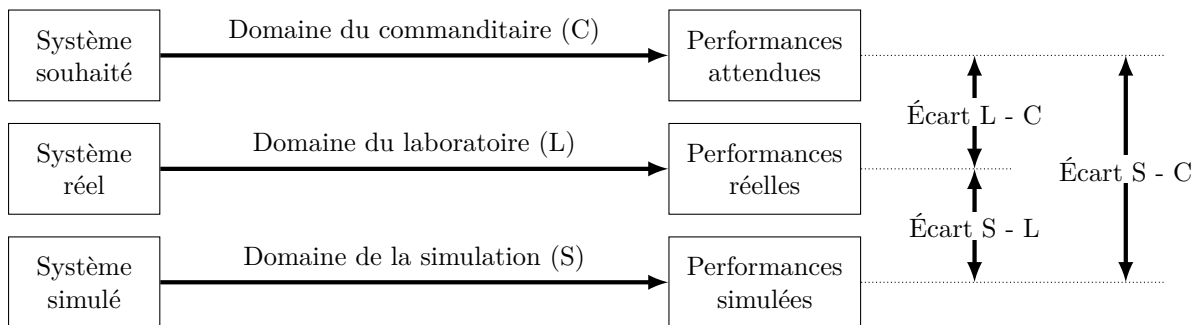 Système
souhaité
Domaine du commanditaire (C)
Performances
attendues
Écart L - C
Système
réel
Domaine du laboratoire (L)
Performances
réelles
Écart S - C
Écart S - L
Système
simulé
Domaine de la simulation (S)
Performances
simulées